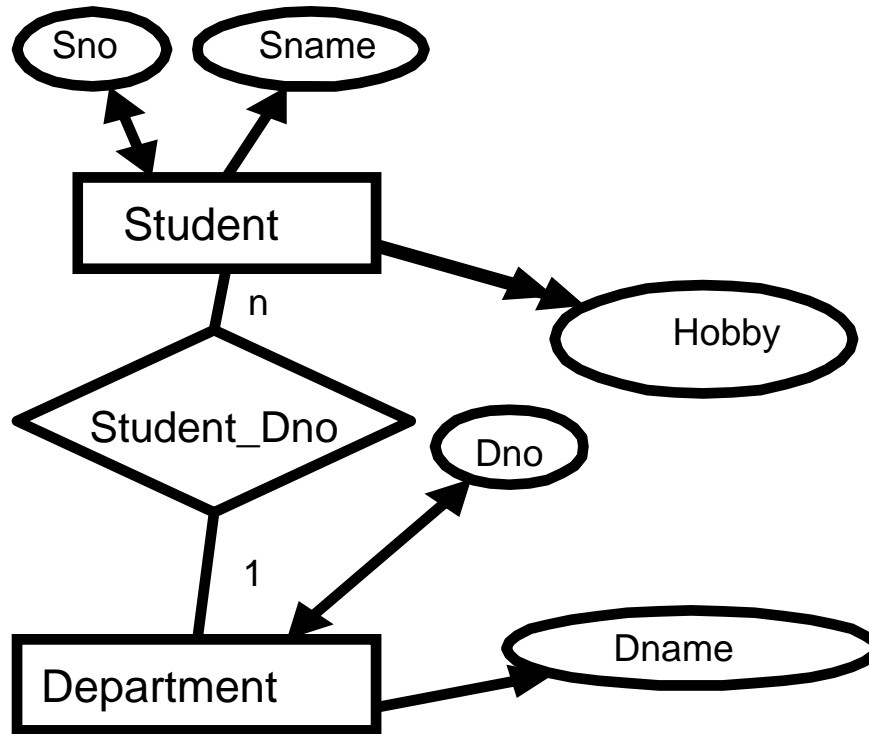 Sno
Sname
Student
n
Hobby
Student_Dno
Dno
1
Dname
Department